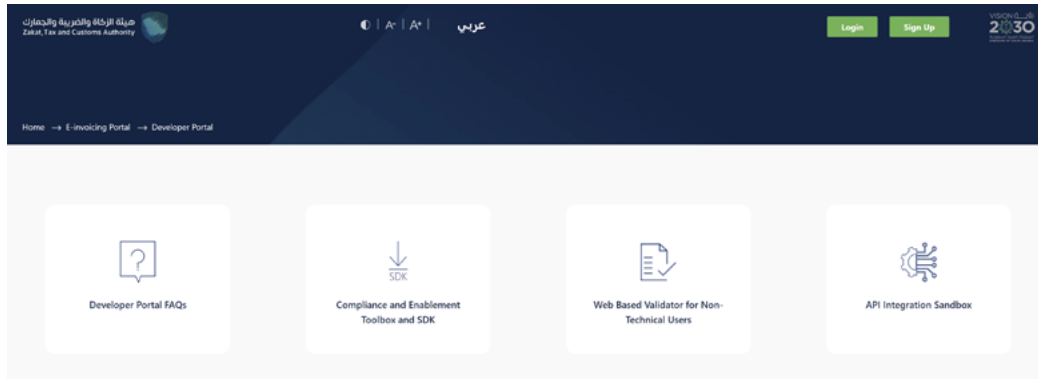 هيئة الزكاة والضريبة والجمارك
Zakat, Tax and Customs Authority
A- | A+ | عربي
Login
Sign Up
VISION رؤية
2030
Home → E-invoicing Portal → Developer Portal
Developer Portal FAQs
SDK
Compliance and Enablement
Toolbox and SDK
Web Based Validator for Non-
Technical Users
API Integration Sandbox